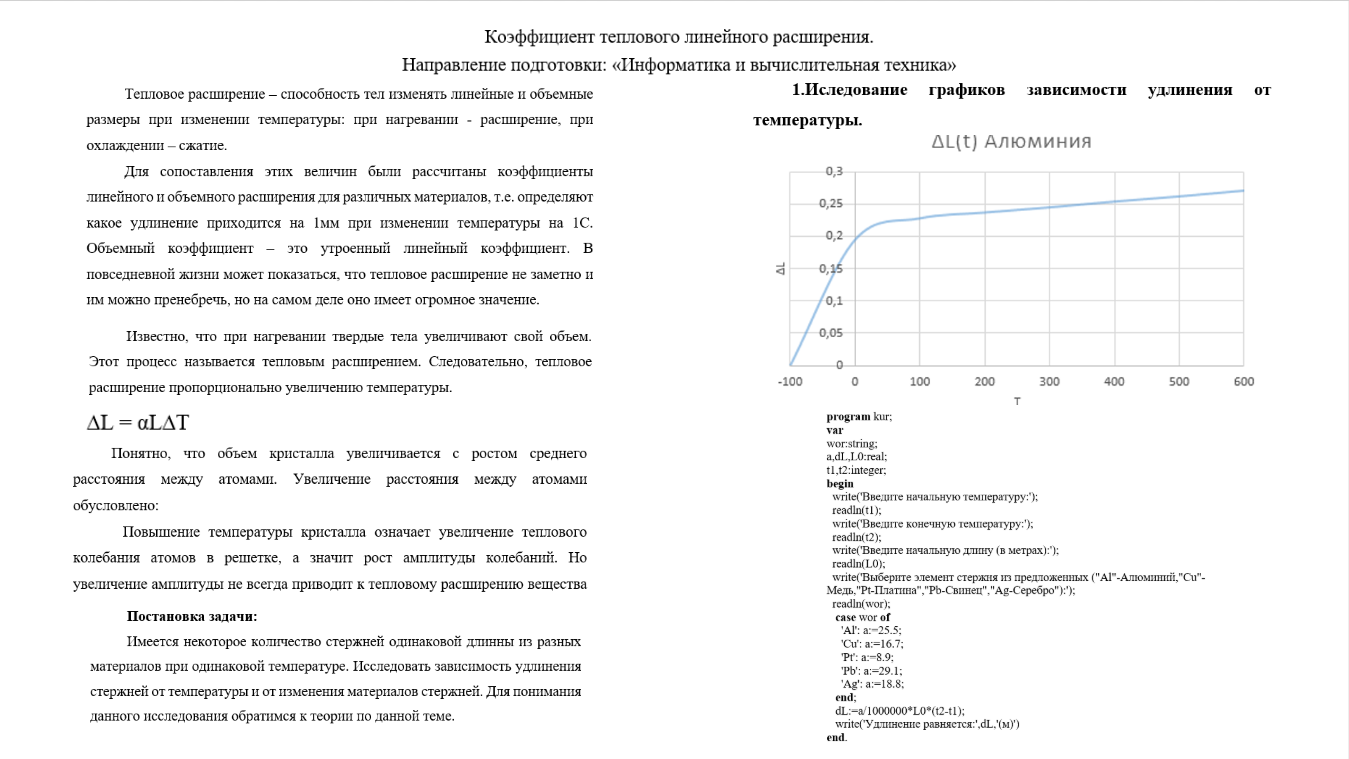 Коэффициент теплового линейного расширения.
Направление подготовки: «Информатика и вычислительная техника»
Тепловое расширение – способность тел изменять линейные и объемные
размеры при изменении температуры: при нагревании - расширение, при
охлаждении – сжатие.
Для сопоставления этих величин были рассчитаны коэффициенты
линейного и объемного расширения для различных материалов, т.е. определяют
какое удлинение приходится на 1мм при изменении температуры на 1С.
Объемный коэффициент – это утроенный линейный коэффициент. В
повседневной жизни может показаться, что тепловое расширение не заметно и
им можно пренебречь, но на самом деле оно имеет огромное значение.
Известно, что при нагревании твердые тела увеличивают свой объем.
Этот процесс называется тепловым расширением. Следовательно, тепловое
расширение пропорционально увеличению температуры.
ΔL = αLΔT
Понятно, что объем кристалла увеличивается с ростом среднего
расстояния между атомами. Увеличение расстояния между атомами
обусловлено:
Повышение температуры кристалла означает увеличение теплового
колебания атомов в решетке, а значит рост амплитуды колебаний. Но
увеличение амплитуды не всегда приводит к тепловому расширению вещества
Постановка задачи:
Имеется некоторое количество стержней одинаковой длинны из разных
материалов при одинаковой температуре. Исследовать зависимость удлинения
стержней от температуры и от изменения материалов стержней. Для понимания
данного исследования обратимся к теории по данной теме.
1.Иследование графиков зависимости удлинения от
температуры.
ΔL(t) Алюминия
0,3
0,25
0,2
0,15
0,1
0,05
0
ΔL
-100 0 100 200 300 400 500 600
T
program kur;
var
wor:string;
a,dL,L0:real;
t1,t2:integer;
begin
write('Введите начальную температуру:');
readln(t1);
write('Введите конечную температуру:');
readln(t2);
write('Введите начальную длину (в метрах):');
readln(L0);
write('Выберите элемент стержня из предложенных ("Al"-Алюминий,"Cu"-
Медь,"Pt-Платина","Pb-Свинец","Ag-Серебро"):');
readln(wor);
case wor of
'Al': a:=25.5;
'Cu': a:=16.7;
'Pt': a:=8.9;
'Pb': a:=29.1;
'Ag': a:=18.8;
end;
dL:=a/1000000*L0*(t2-t1);
write('Удлинение равняется:',dL,'(м)')
end.